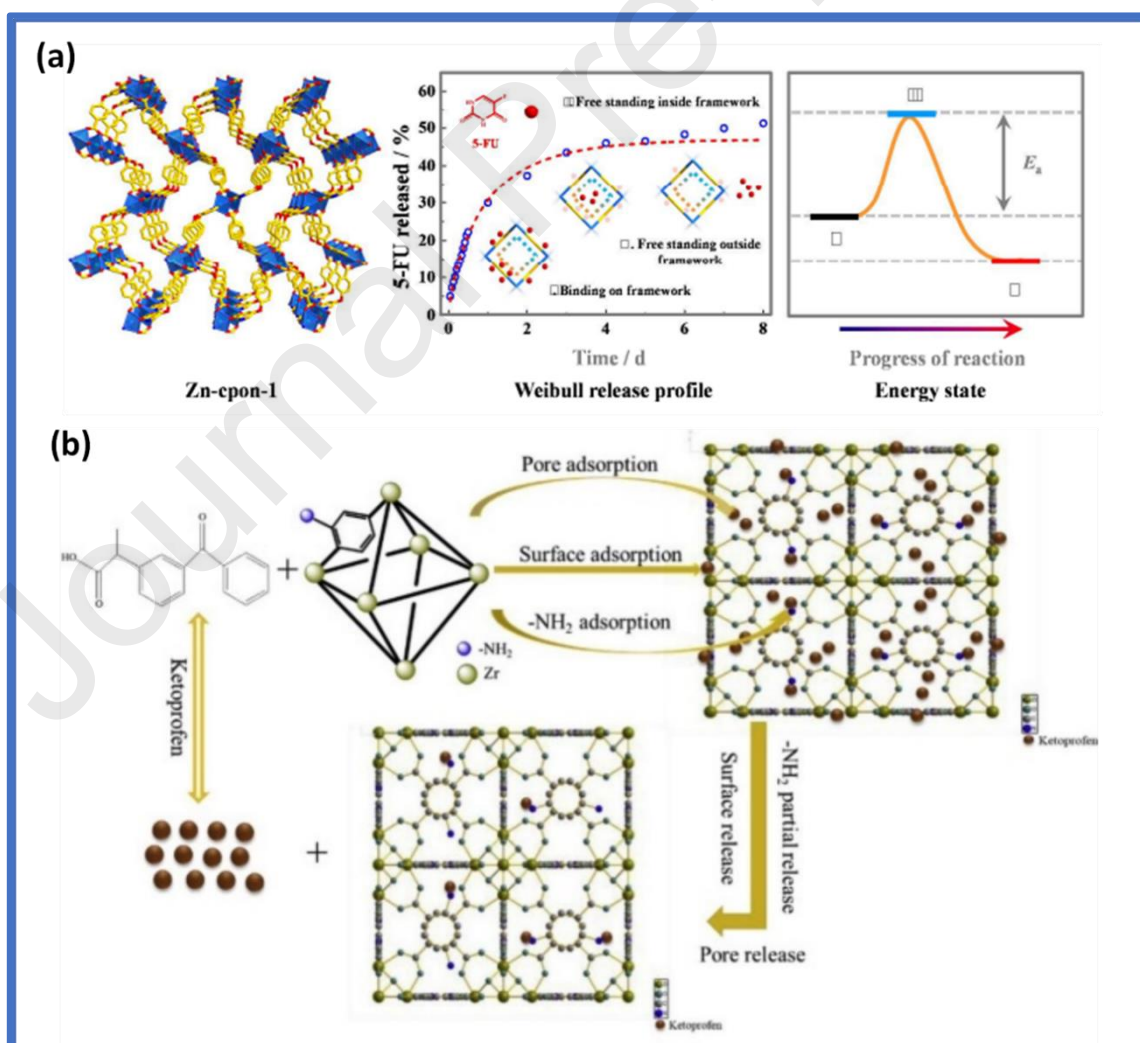 Journal Pre
(a)
60
50
40
30
20
10
0
5-FU released / %
5-FU
Free standing inside framework
. Free standing outside
framework
Binding on framework
0
2
4
6
8
Time / d
E
a
Progress of reaction
Zn-cpon-1
Weibull release profile
Energy state
(b)
Pore adsorption
HO
O
O
+
Surface adsorption
-NH₂ adsorption
-NH₂
Zr
Ketoprofen
Ketoprofen
Surface release
-NH₂ partial release
+
Pore release
Ketoprofen